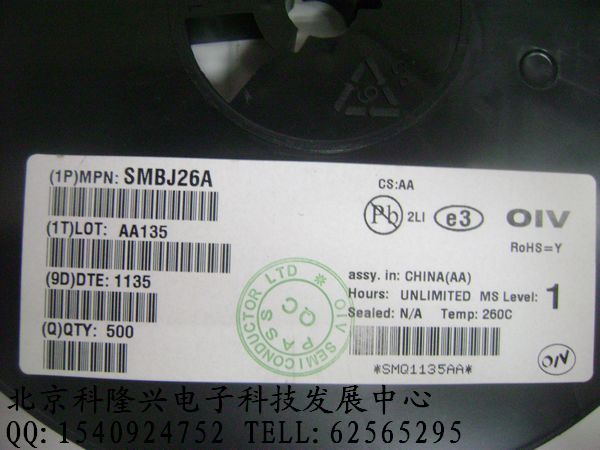 (1P)MPN: SMBJ26A
(1T)LOT: AA135
(9D)DTE: 1135
(Q)QTY: 500
CS:AA
Pb 2LI e3 OIV
RoHS=Y
assy. in: CHINA(AA)
Hours: UNLIMITED MS Level: 1
Sealed: N/A Temp: 260C
*SMQ1135AA*
OIV
OIV SEMICONDUCTOR LTD *
PASS
QC
北京科隆兴电子科技发展中心
QQ: 1540924752 TELL: 62565295